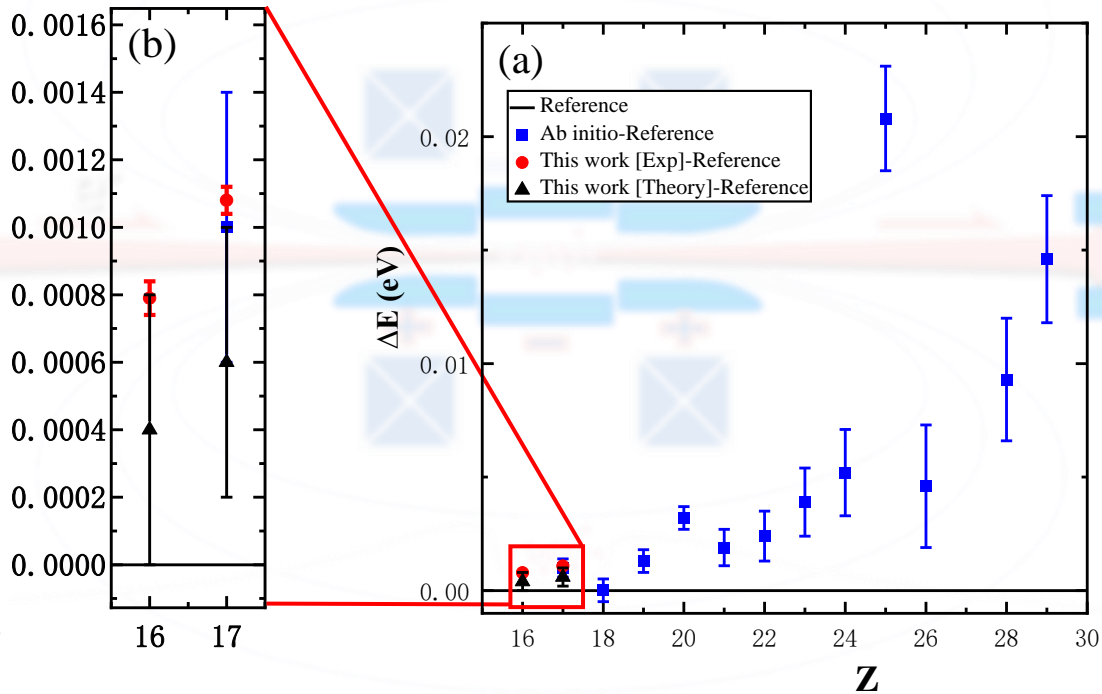 (b)
0.0016
0.0014
0.0012
0.0010
0.0008
0.0006
0.0004
0.0002
0.0000
16 17
(a)
Reference
Ab initio-Reference
This work [Exp]-Reference
This work [Theory]-Reference
ΔE (eV)
0.02
0.01
0.00
16 18 20 22 24 26 28 30
Z